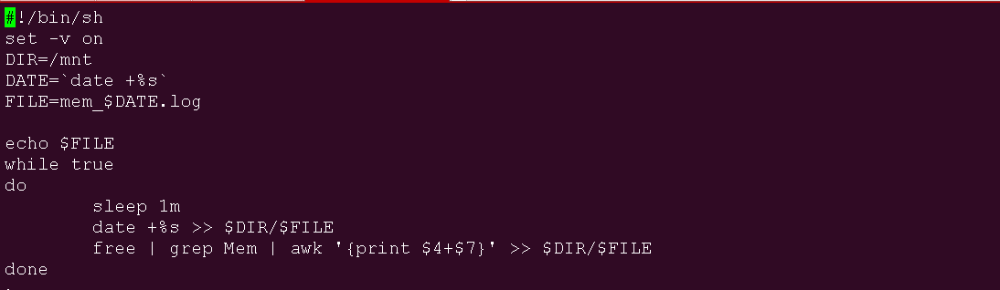 #!/bin/sh
set -v on
DIR=/mnt
DATE=`date +%s`
FILE=mem_$DATE.log
echo $FILE
while true
do
sleep 1m
date +%s >> $DIR/$FILE
free | grep Mem | awk '{print $4+$7}' >> $DIR/$FILE
done